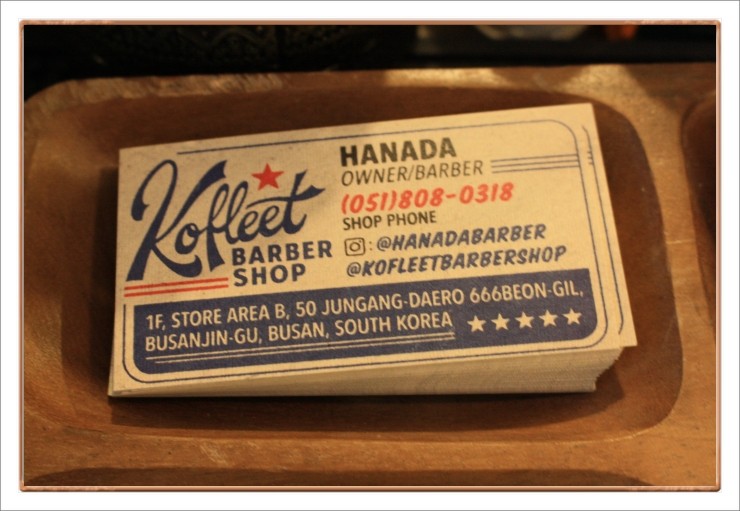 Kofleet
BARBER
SHOP
HANADA
OWNER/BARBER
(051)808-0318
SHOP PHONE
: @HANADABARBER
@KOFLEETBARBERSHOP
1F, STORE AREA B, 50 JUNGANG-DAERO 666BEON-GIL,
BUSANJIN-GU, BUSAN, SOUTH KOREA